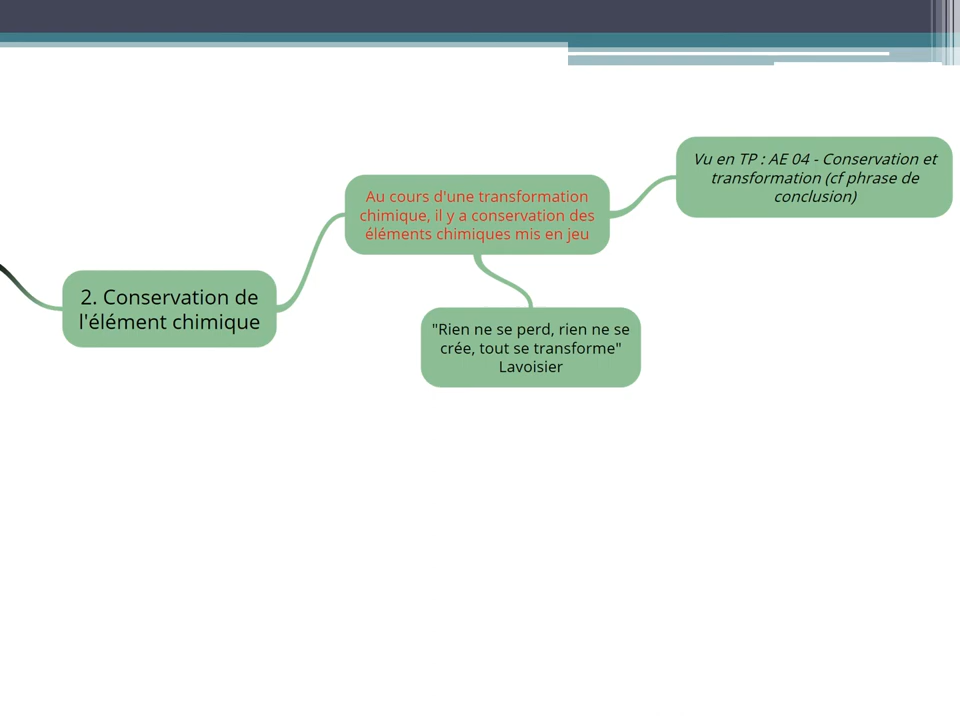 2. Conservation de
l'élément chimique
Au cours d'une transformation
chimique, il y a conservation des
éléments chimiques mis en jeu
Vu en TP : AE 04 - Conservation et
transformation (cf phrase de
conclusion)
"Rien ne se perd, rien ne se
crée, tout se transforme"
Lavoisier